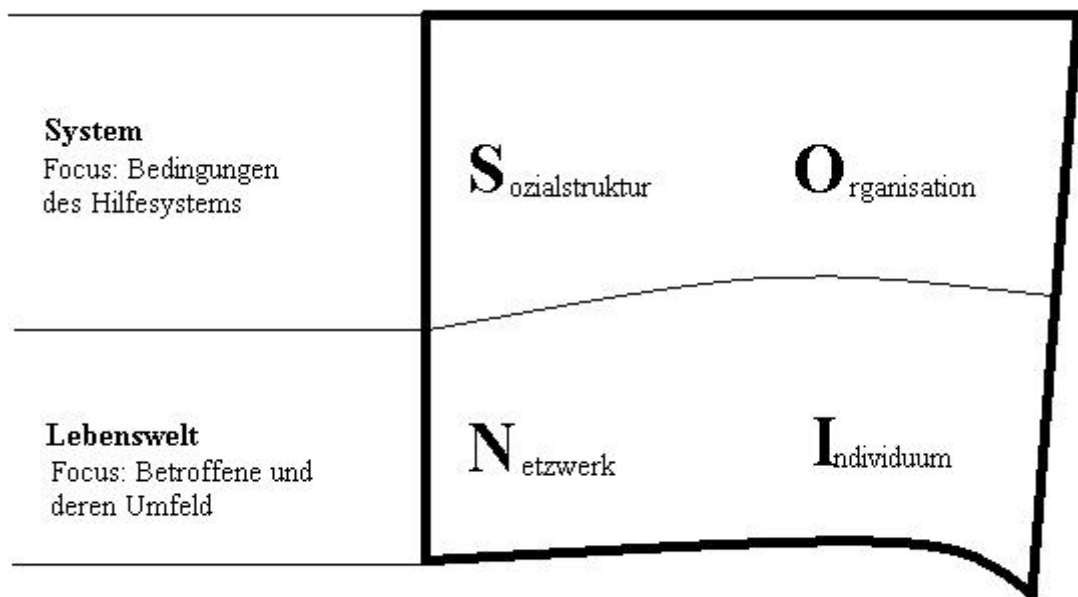 System
Focus: Bedingungen
des Hilfesystems
Sozialstruktur
Organisation
Lebenswelt
Focus: Betroffene und
deren Umfeld
Netzwerk
Individuum